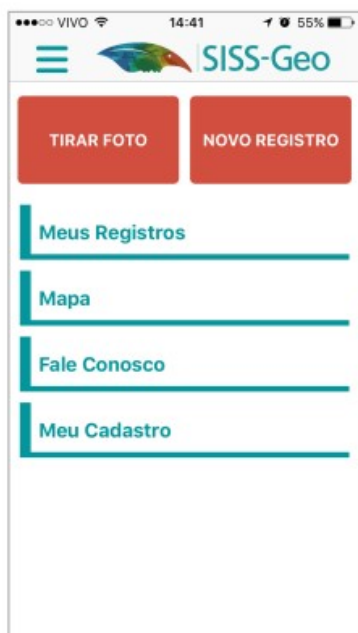 VIVO 14:41 55%
SISS-Geo
TIRAR FOTO NOVO REGISTRO
Meus Registros
Mapa
Fale Conosco
Meu Cadastro